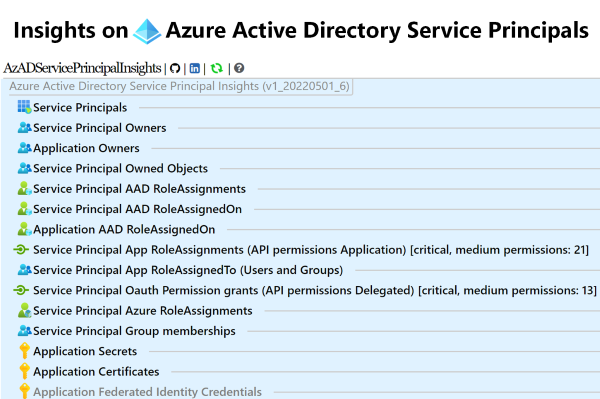 Insights on Azure Active Directory Service Principals
AzADServicePrincipalInsights | | in | | ?
Azure Active Directory Service Principal Insights (v1_20220501_6)
Service Principals
Service Principal Owners
Application Owners
Service Principal Owned Objects
Service Principal AAD RoleAssignments
Service Principal AAD RoleAssignedOn
Application AAD RoleAssignedOn
Service Principal App RoleAssignments (API permissions Application) [critical, medium permissions: 21]
Service Principal App RoleAssignedTo (Users and Groups)
Service Principal Oauth Permission grants (API permissions Delegated) [critical, medium permissions: 13]
Service Principal Azure RoleAssignments
Service Principal Group memberships
Application Secrets
Application Certificates
Application Federated Identity Credentials